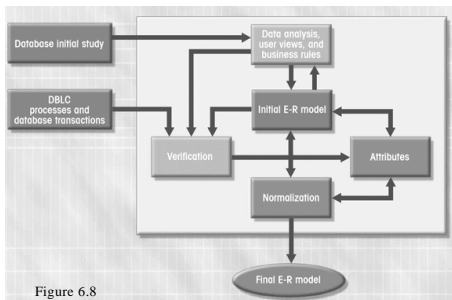 Database initial study
Data analysis,
user views, and
business rules
DBLC
processes and
database transactions
Initial E-R model
Verification
Attributes
Normalization
Final E-R model
Figure 6.8